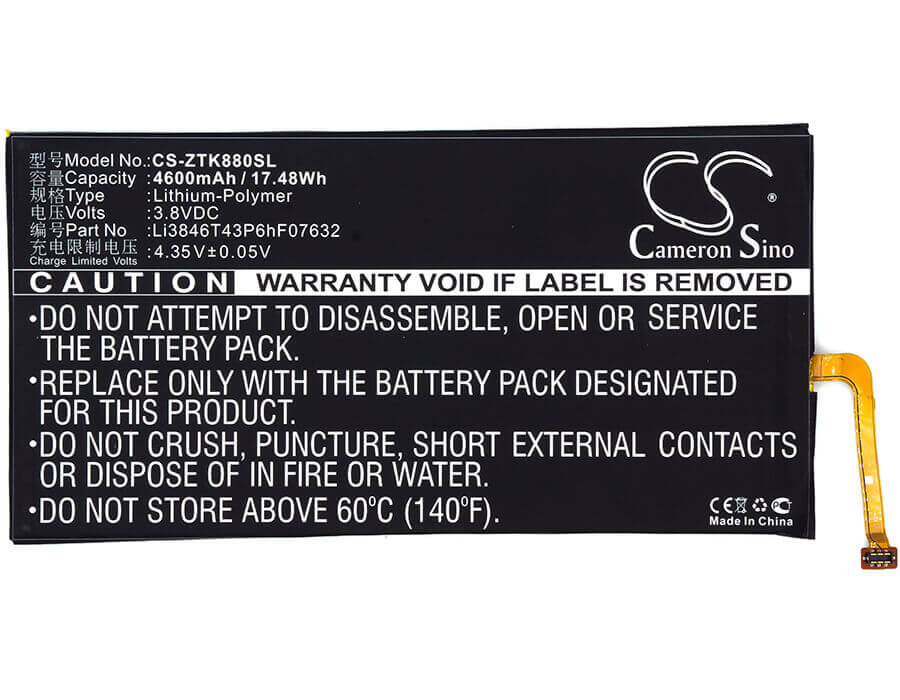 型号Model No.:CS-ZTK880SL
容量Capacity :4600mAh / 17.48Wh
规格Type :Lithium-Polymer
电压Volts :3.8VDC
编号Part No :Li3846T43P6hF07632
充电限制电压
Charge Limited Voltage :4.35V±0.05V
CS
®
Cameron Sino
CAUTION WARRANTY VOID IF LABEL IS REMOVED
•DO NOT ATTEMPT TO DISASSEMBLE, OPEN OR SERVICE
THE BATTERY PACK.
•REPLACE ONLY WITH THE BATTERY PACK DESIGNATED
FOR THIS PRODUCT.
•DO NOT CRUSH, PUNCTURE, SHORT EXTERNAL CONTACTS
OR DISPOSE OF IN FIRE OR WATER.
•DO NOT STORE ABOVE 60ºC (140ºF).
CE
Made In China